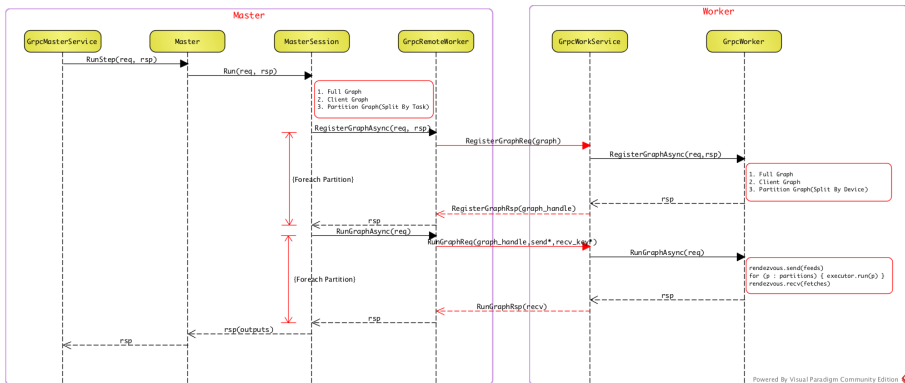 Master
Worker
GrpcMasterService
Master
MasterSession
GrpcRemoteWorker
GrpcWorkService
GrpcWorker
RunStep(req, rsp)
Run(req, rsp)
1. Full Graph
2. Client Graph
3. Partition Graph(Split By Task)
RegisterGraphAsync(req, rsp)
RegisterGraphReq(graph)
RegisterGraphAsync(req,rsp)
1. Full Graph
2. Client Graph
3. Partition Graph(Split By Device)
(Foreach Partition)
rsp
RegisterGraphRsp(graph_handle)
rsp
RunGraphAsync(req)
RunGraphReq(graph_handle,send*,recv_key*)
RunGraphAsync(req)
rendezvous.send(feeds)
for (p : partitions) { executor.run(p) }
rendezvous.recv(fetches)
(Foreach Partition)
rsp
RunGraphRsp(recv)
rsp
rsp(outputs)
rsp
Powered By Visual Paradigm Community Edition